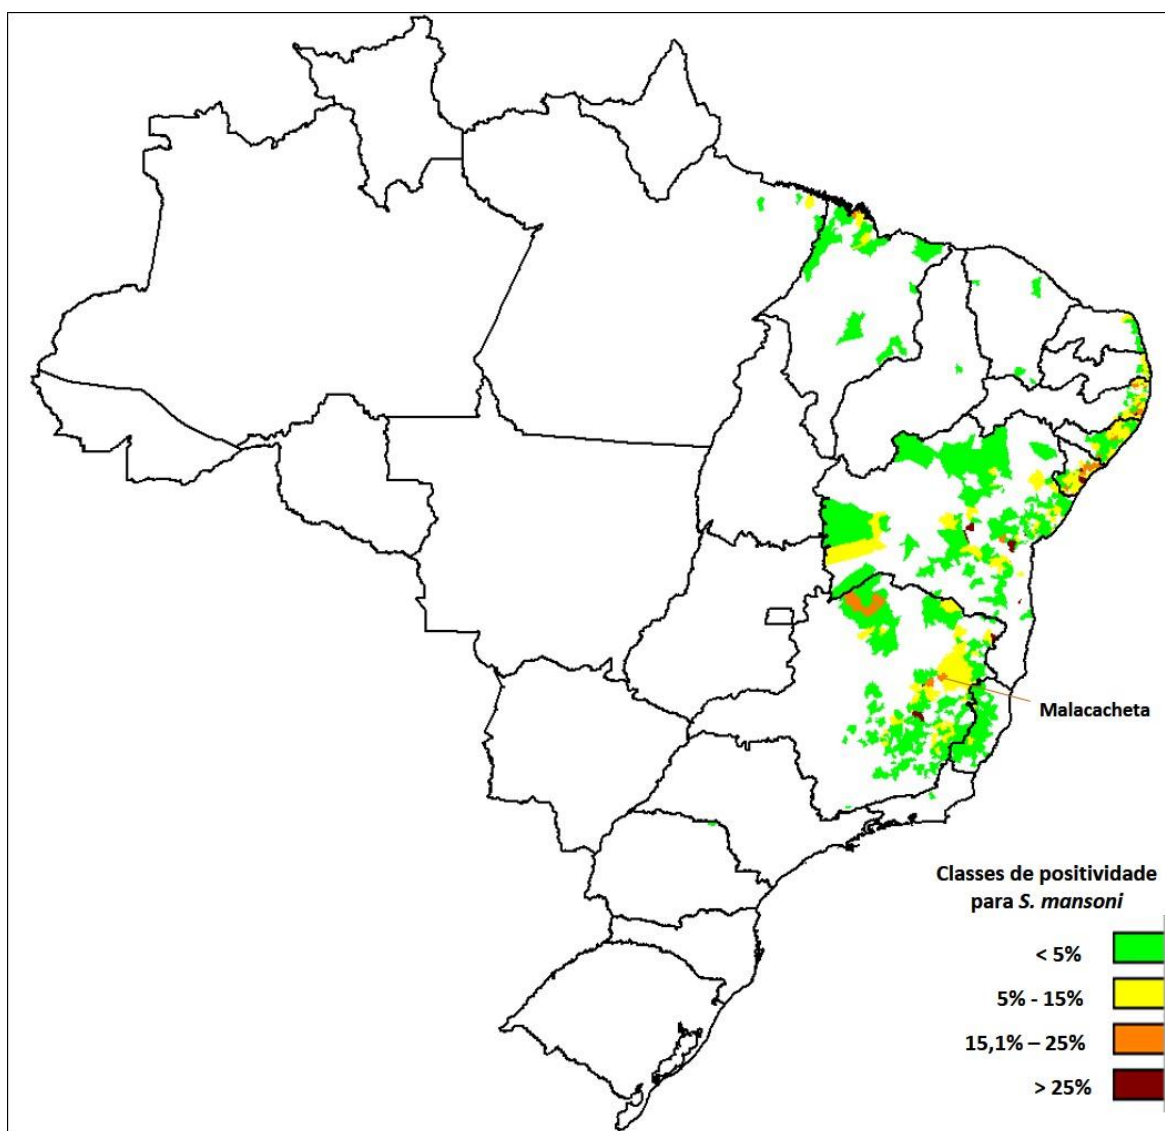 Malacacheta
Classes de positividade
para S. mansoni
< 5%
5% - 15%
15,1% – 25%
> 25%